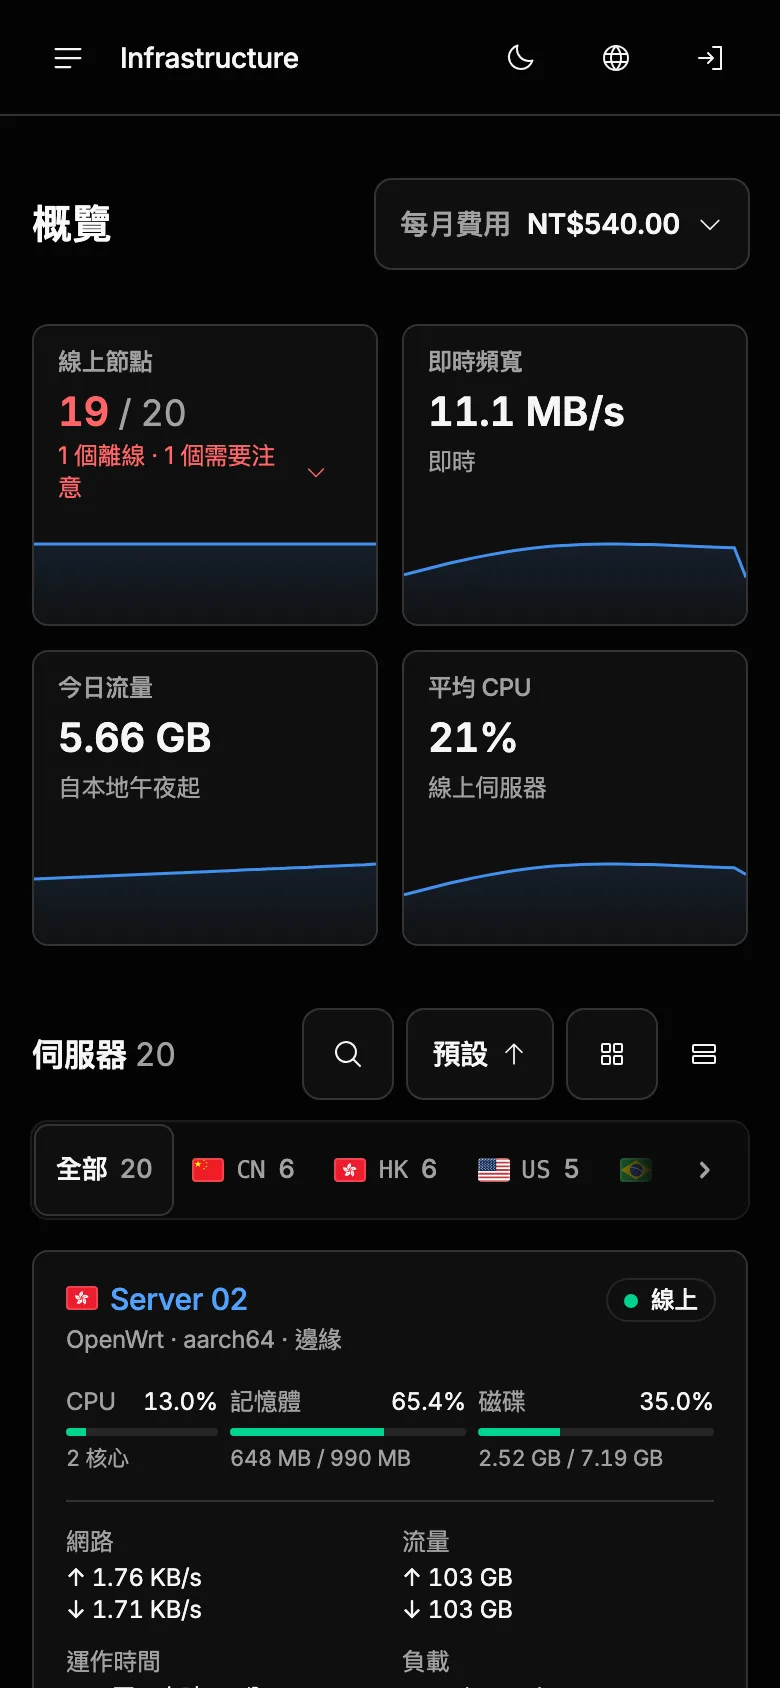 Infrastructure
概覽
每月費用 NT$540.00
線上節點
19 / 20
1 個離線 · 1 個需要注
意
即時頻寬
11.1 MB/s
即時
今日流量
5.66 GB
自本地午夜起
平均 CPU
21%
線上伺服器
伺服器 20
預設 ↑
全部 20 CN 6 HK 6 US 5
Server 02 線上
OpenWrt · aarch64 · 邊緣
CPU 13.0% 記憶體 65.4% 磁碟 35.0%
2 核心 648 MB / 990 MB 2.52 GB / 7.19 GB
網路 流量
↑ 1.76 KB/s ↑ 103 GB
↓ 1.71 KB/s ↓ 103 GB
運作時間 負載